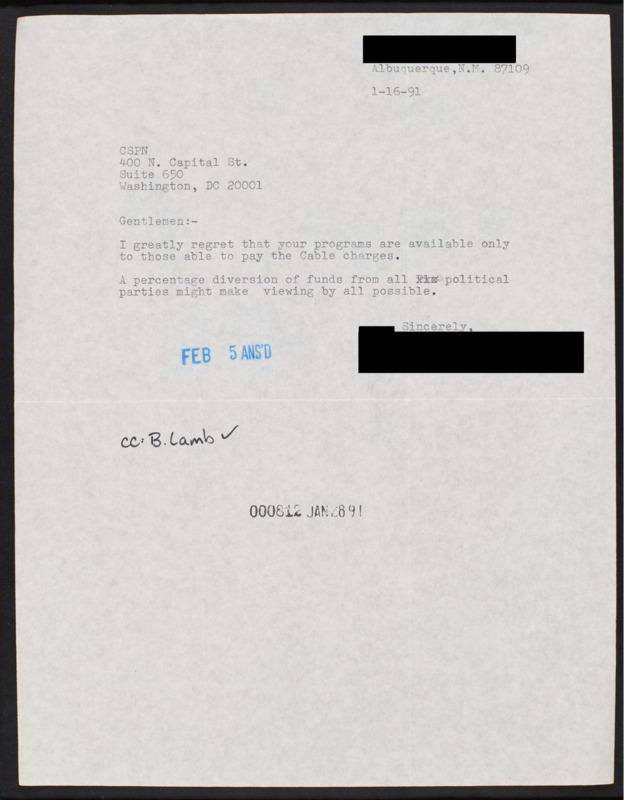 Albuquerque,N.M. 87109
1-16-91
CSPN
400 N. Capital St.
Suite 650
Washington, DC 20001
Gentlemen:-
I greatly regret that your programs are available only
to those able to pay the Cable charges.
A percentage diversion of funds from all political
parties might make viewing by all possible.
Sincerely,
FEB 5 ANS'D
cc: B. Lamb ✓
000812 JAN 28 91